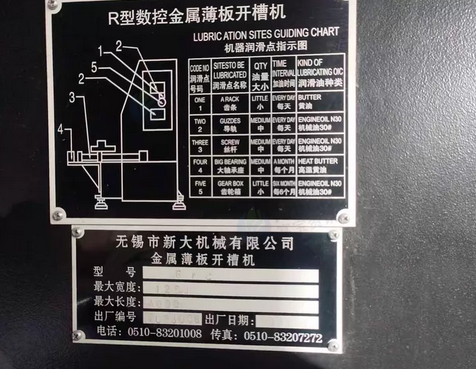 R型数控金属薄板开槽机
LUBRICATION SITES GUIDING CHART
机器润滑点指示图
CODE NO 润滑点号码 | SITESTO BE LUBRICATED 润滑点名称 | QTY 油量大小 | TIME INTERVAL 加油时间 | KIND OF LUBRICATING OIC 润滑油种类
ONE 1 | A RACK 齿条 | LITTLE 小 | EVERY DAY 每天 | BUTTER 黄油
TWO 2 | GUZDES 导轨 | MEDIUM 中 | EVERY DAY 每天 | ENGINEOIL N30 机械油30#
THREE 3 | SCREW 丝杆 | MEDIUM 中 | EVERY DAY 每天 | ENGINEOIL N30 机械油30#
FOUR 4 | BIG BEARING 大轴承座 | MEDIUM 中 | A MONTH 每个月 | HEAT BUTTER 高温黄油
FIVE 5 | GEAR BOX 齿轮箱 | LITTLE 小 | SIX MONTH 每6个月 | ENGINEOIL N30 机械油30#
2
1
5
2
3
4
无锡市新大机械有限公司
金属薄板开槽机
型 号
最大宽度:
最大长度:
出厂编号 出厂日期:
电话:0510-83201008 传真:0510-83207272